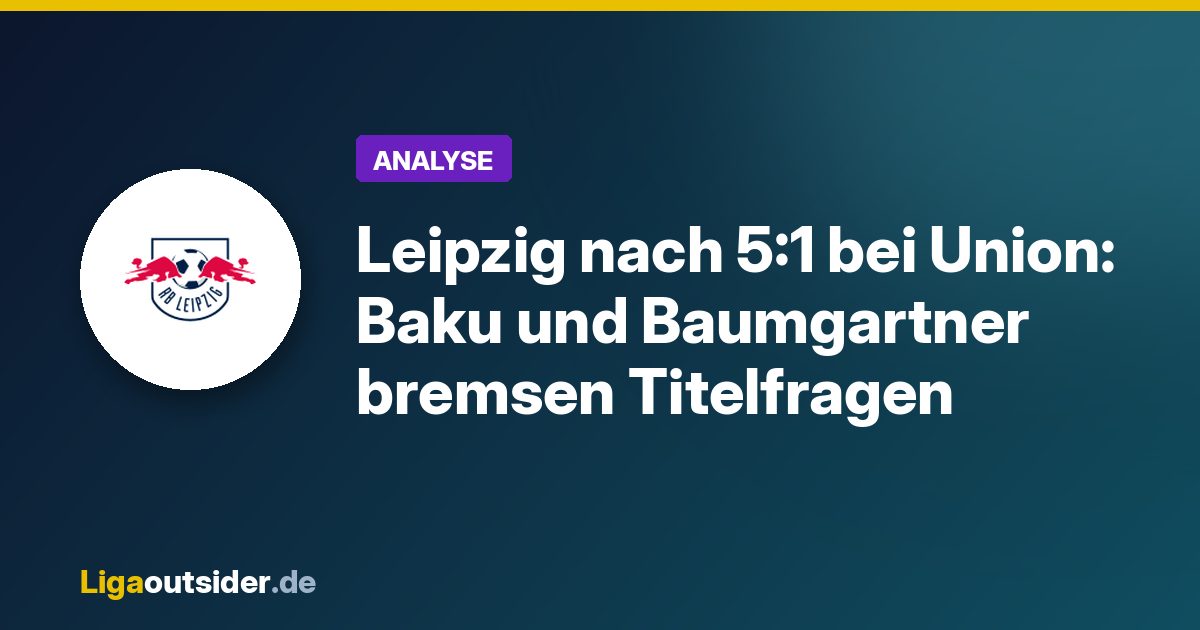 ANALYSE
Leipzig nach 5:1 bei Union:
Baku und Baumgartner
bremsen Titelfragen
RB LEIPZIG
Ligaoutsider.de